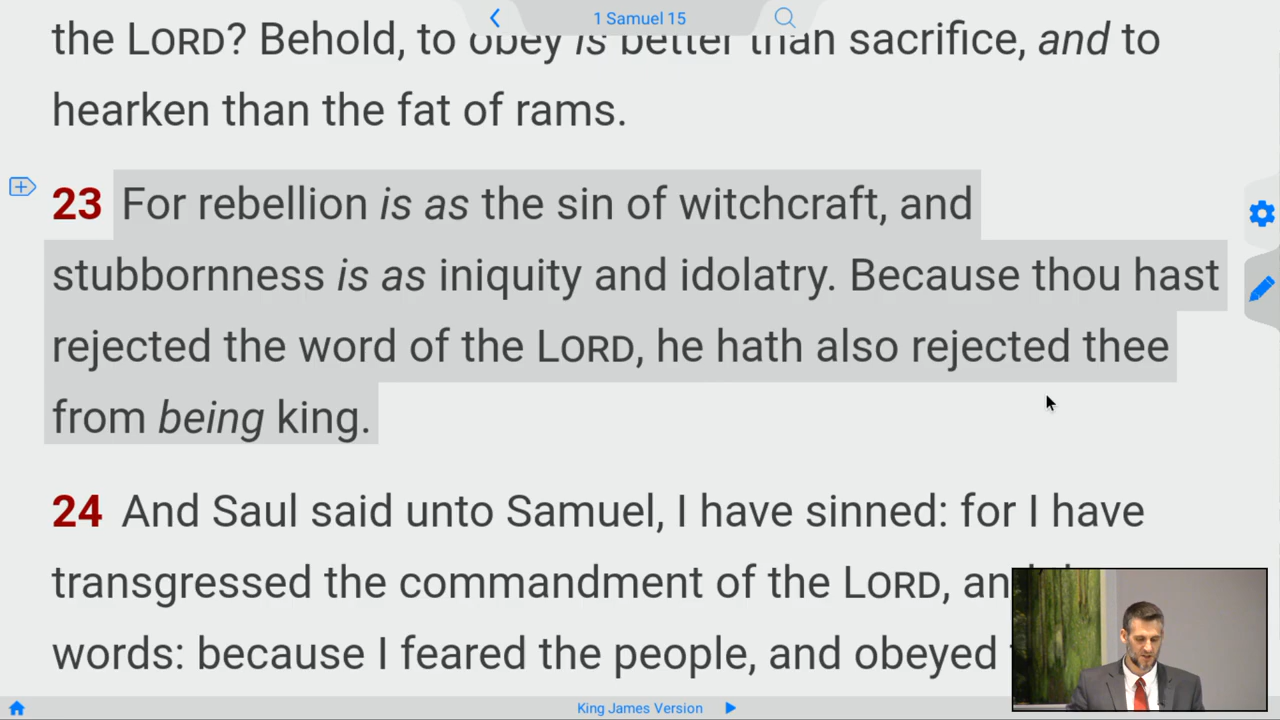 1 Samuel 15
the LORD? Behold, to obey is better than sacrifice, and to
hearken than the fat of rams.
23 For rebellion is as the sin of witchcraft, and
stubbornness is as iniquity and idolatry. Because thou hast
rejected the word of the LORD, he hath also rejected thee
from being king.
24 And Saul said unto Samuel, I have sinned: for I have
transgressed the commandment of the LORD, and
words: because I feared the people, and obeyed
King James Version